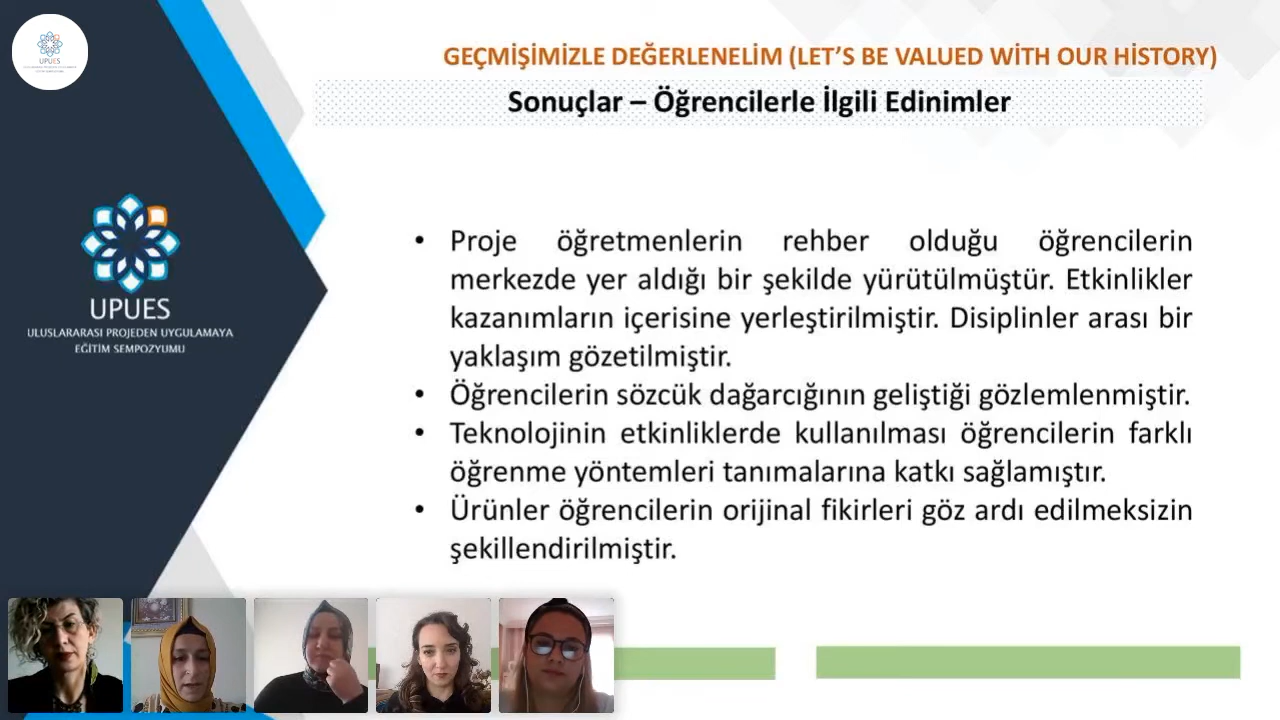 UPUES
GEÇMİŞİMİZLE DEĞERLENELİM (LET'S BE VALUED WİTH OUR HİSTORY)
Sonuçlar – Öğrencilerle İlgili Edinimler
• Proje öğretmenlerin rehber olduğu öğrencilerin
merkezde yer aldığı bir şekilde yürütülmüştür. Etkinlikler
kazanımların içerisine yerleştirilmiştir. Disiplinler arası bir
yaklaşım gözetilmiştir.
• Öğrencilerin sözcük dağarcığının geliştiği gözlemlenmiştir.
• Teknolojinin etkinliklerde kullanılması öğrencilerin farklı
öğrenme yöntemleri tanımalarına katkı sağlamıştır.
• Ürünler öğrencilerin orijinal fikirleri göz ardı edilmeksizin
şekillendirilmiştir.
UPUES
ULUSLARARASI PROJEDEN UYGULAMAYA
EĞİTİM SEMPOZYUMU